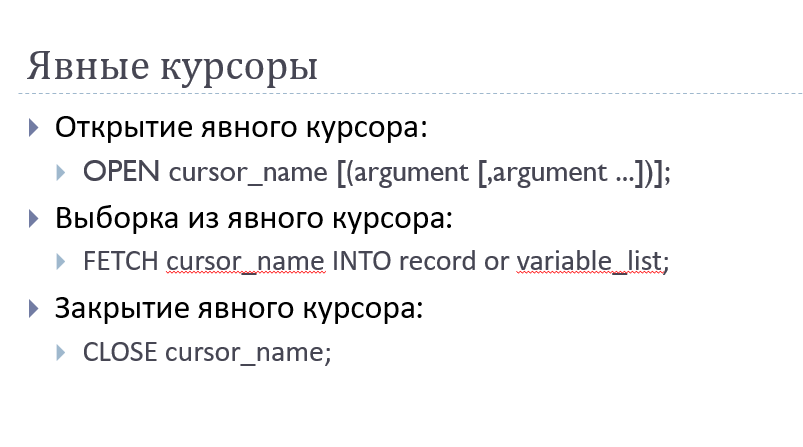 Явные курсоры
Открытие явного курсора:
OPEN cursor_name [(argument [,argument ...])];
Выборка из явного курсора:
FETCH cursor_name INTO record or variable_list;
Закрытие явного курсора:
CLOSE cursor_name;